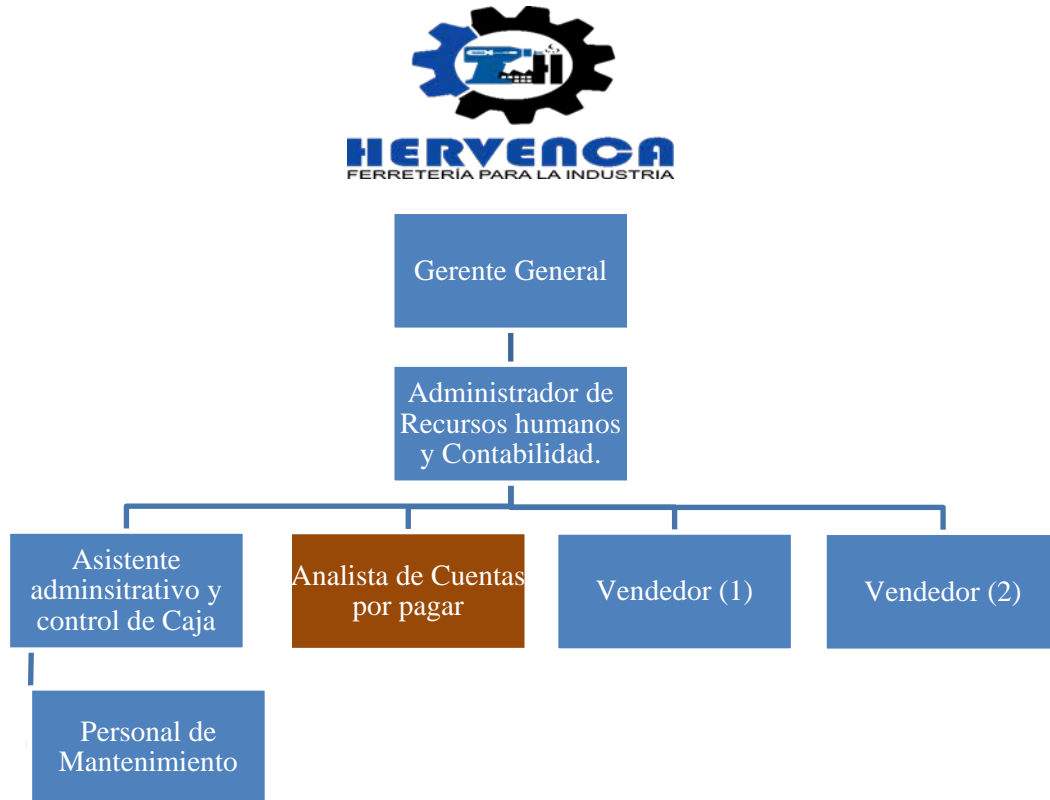 HERVENCA
FERRETERÍA PARA LA INDUSTRIA
Gerente General
Administrador de
Recursos humanos
y Contabilidad.
Asistente
adminsitrativo y
control de Caja
Analista de Cuentas
por pagar
Vendedor (1)
Vendedor (2)
Personal de
Mantenimiento